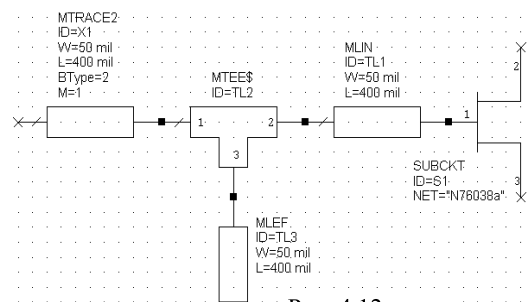 MTRACE2
ID=X1
W=50 mil
L=400 mil
BType=2
M=1
MTEE$
ID=TL2
MLIN
ID=TL1
W=50 mil
L=400 mil
1
2
3
1
2
3
SUBCKT
ID=S1
NET="N76038a"
MLEF
ID=TL3
W=50 mil
L=400 mil